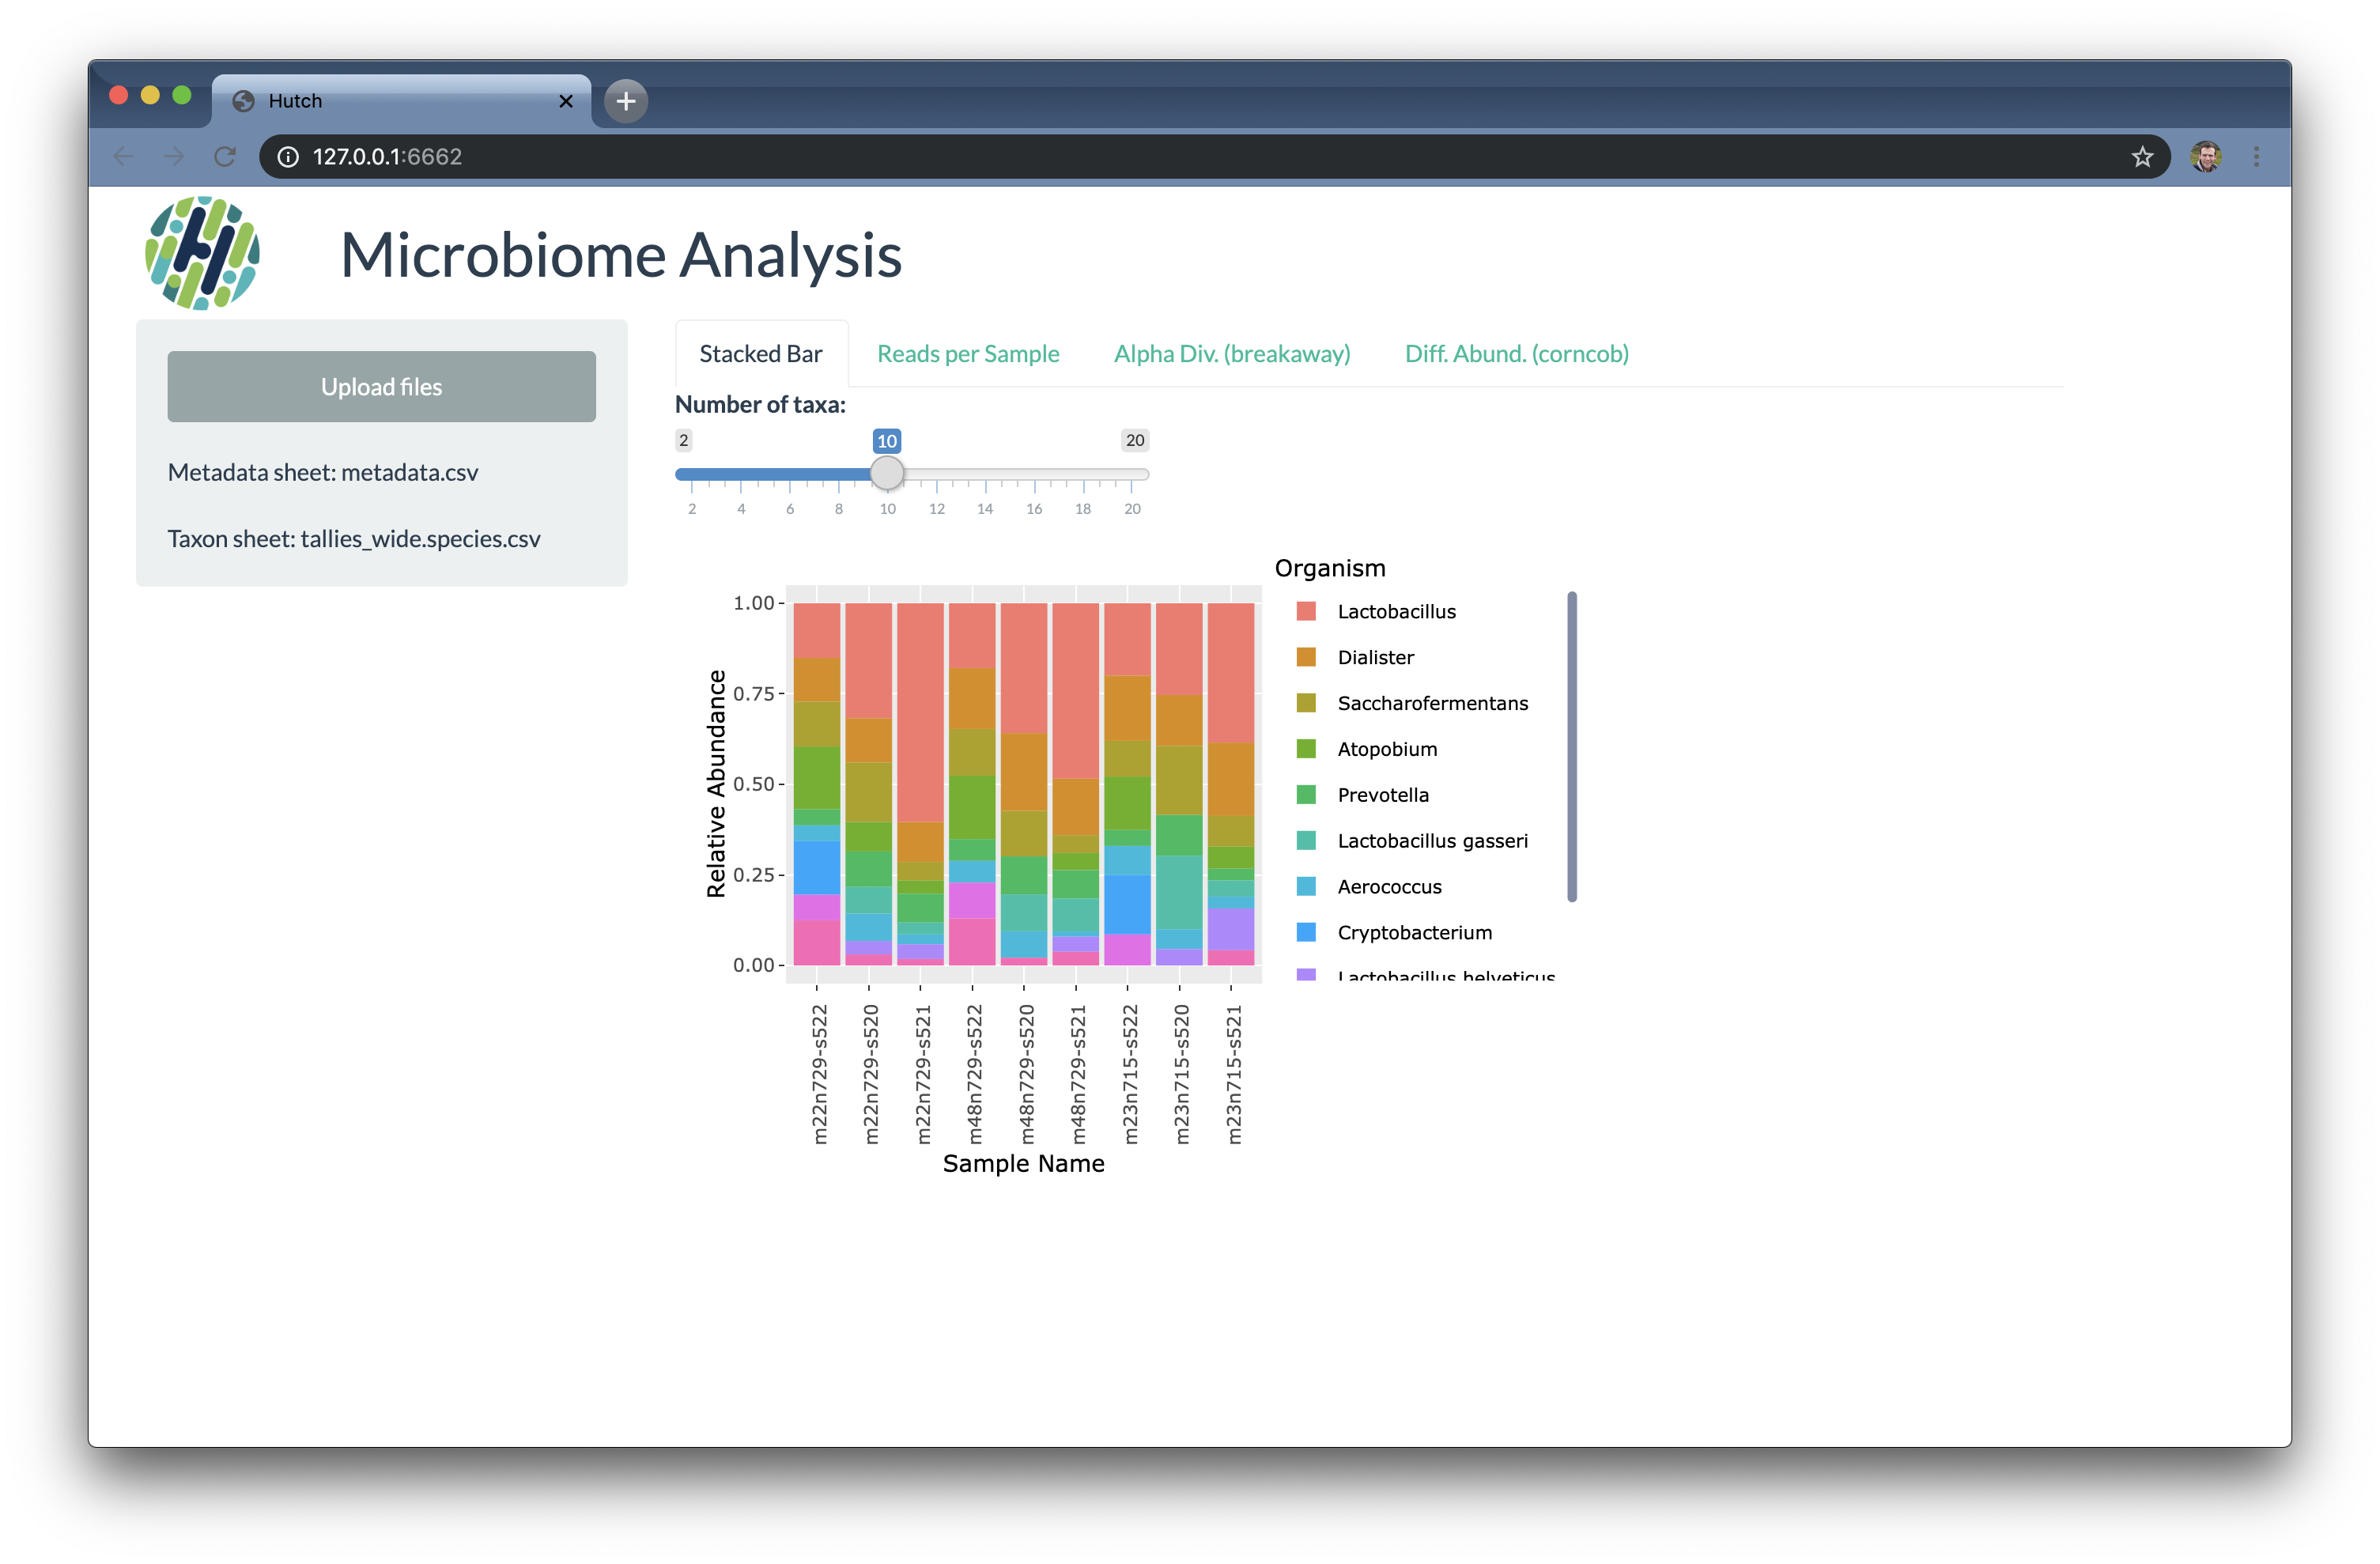 Hutch
127.0.0.1:6662
Microbiome Analysis
Upload files
Metadata sheet: metadata.csv
Taxon sheet: tallies_wide.species.csv
Stacked Bar
Reads per Sample
Alpha Div. (breakaway)
Diff. Abund. (corncob)
Number of taxa:
2
10
20
2 4 6 8 10 12 14 16 18 20
Relative Abundance
1.00
0.75
0.50
0.25
0.00
m22n729-s522
m22n729-s520
m22n729-s521
m48n729-s522
m48n729-s520
m48n729-s521
m23n715-s522
m23n715-s520
m23n715-s521
Sample Name
Organism
Lactobacillus
Dialister
Saccharofermentans
Atopobium
Prevotella
Lactobacillus gasseri
Aerococcus
Cryptobacterium
Lactobacillus helveticus